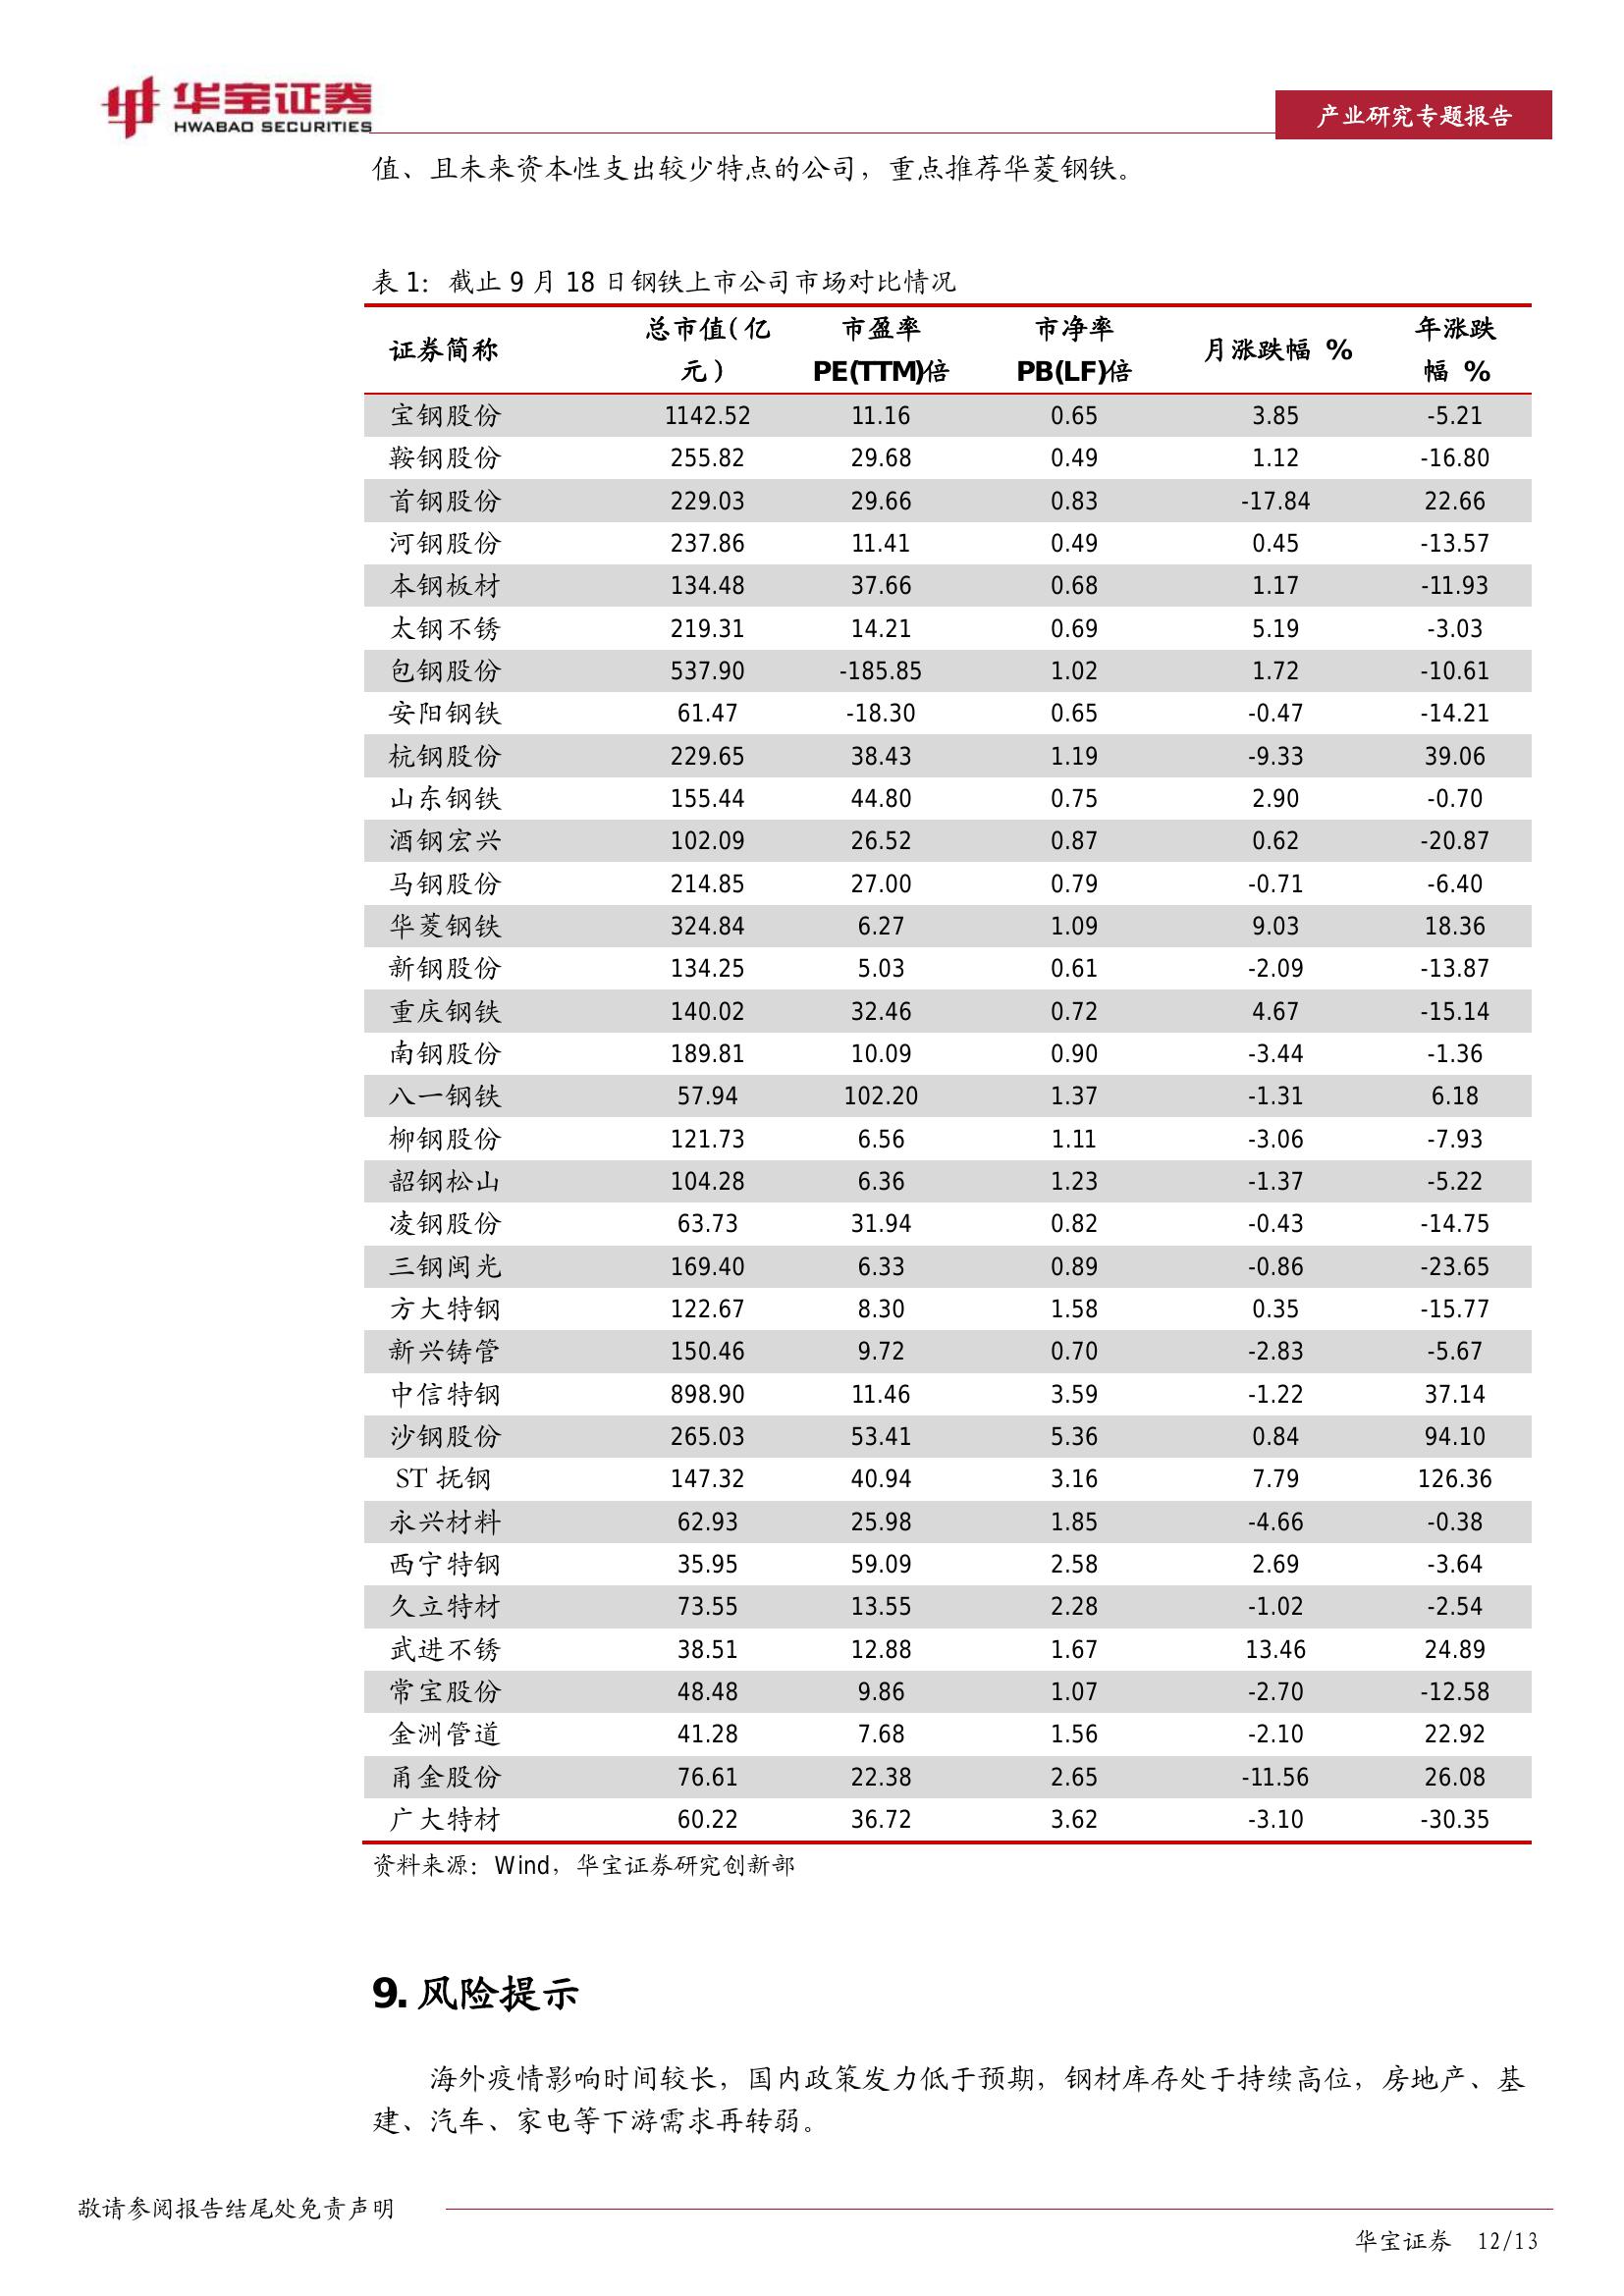 华宝证券
HWABAO SECURITIES
产业研究专题报告
值、且未来资本性支出较少特点的公司，重点推荐华菱钢铁。
表 1：截止 9 月 18 日钢铁上市公司市场对比情况
证券简称 总市值(亿元) 市盈率 PE(TTM)倍 市净率 PB(LF)倍 月涨跌幅 % 年涨跌幅 %
宝钢股份 1142.52 11.16 0.65 3.85 -5.21
鞍钢股份 255.82 29.68 0.49 1.12 -16.80
首钢股份 229.03 29.66 0.83 -17.84 22.66
河钢股份 237.86 11.41 0.49 0.45 -13.57
本钢板材 134.48 37.66 0.68 1.17 -11.93
太钢不锈 219.31 14.21 0.69 5.19 -3.03
包钢股份 537.90 -185.85 1.02 1.72 -10.61
安阳钢铁 61.47 -18.30 0.65 -0.47 -14.21
杭钢股份 229.65 38.43 1.19 -9.33 39.06
山东钢铁 155.44 44.80 0.75 2.90 -0.70
酒钢宏兴 102.09 26.52 0.87 0.62 -20.87
马钢股份 214.85 27.00 0.79 -0.71 -6.40
华菱钢铁 324.84 6.27 1.09 9.03 18.36
新钢股份 134.25 5.03 0.61 -2.09 -13.87
重庆钢铁 140.02 32.46 0.72 4.67 -15.14
南钢股份 189.81 10.09 0.90 -3.44 -1.36
八一钢铁 57.94 102.20 1.37 -1.31 6.18
柳钢股份 121.73 6.56 1.11 -3.06 -7.93
韶钢松山 104.28 6.36 1.23 -1.37 -5.22
凌钢股份 63.73 31.94 0.82 -0.43 -14.75
三钢闽光 169.40 6.33 0.89 -0.86 -23.65
方大特钢 122.67 8.30 1.58 0.35 -15.77
新兴铸管 150.46 9.72 0.70 -2.83 -5.67
中信特钢 898.90 11.46 3.59 -1.22 37.14
沙钢股份 265.03 53.41 5.36 0.84 94.10
ST 抚钢 147.32 40.94 3.16 7.79 126.36
永兴材料 62.93 25.98 1.85 -4.66 -0.38
西宁特钢 35.95 59.09 2.58 2.69 -3.64
久立特材 73.55 13.55 2.28 -1.02 -2.54
武进不锈 38.51 12.88 1.67 13.46 24.89
常宝股份 48.48 9.86 1.07 -2.70 -12.58
金洲管道 41.28 7.68 1.56 -2.10 22.92
甬金股份 76.61 22.38 2.65 -11.56 26.08
广大特材 60.22 36.72 3.62 -3.10 -30.35
资料来源：Wind，华宝证券研究创新部
9. 风险提示
海外疫情影响时间较长，国内政策发力低于预期，钢材库存处于持续高位，房地产、基
建、汽车、家电等下游需求再转弱。
敬请参阅报告结尾处免责声明
华宝证券 12/13